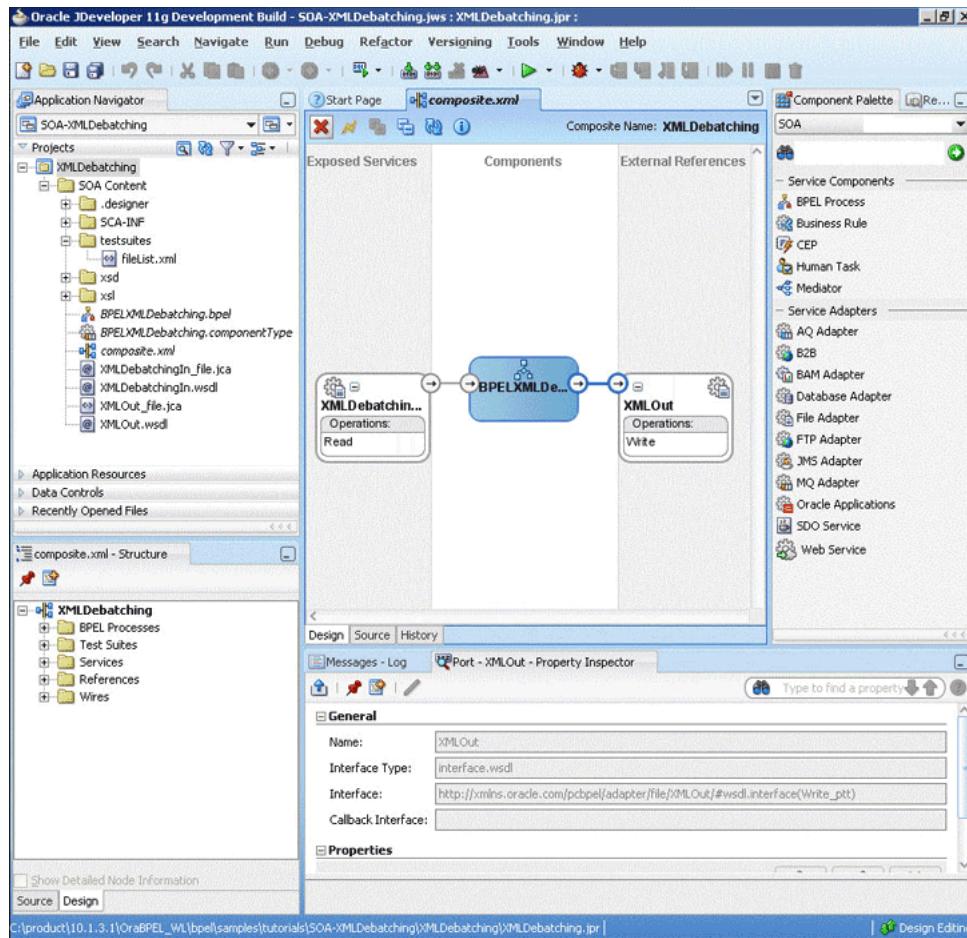 Oracle JDeveloper 11g Development Build - SOA-XMLDebatching.jws : XMLDebatching.jpr :
File Edit View Search Navigate Run Debug Refactor Versioning Tools Window Help
Application Navigator
SOA-XMLDebatching
Projects
XMLDebatching
SOA Content
.designer
SCA-INF
testsuites
fileList.xml
xsd
xsl
BPELXMLDebatching.bpel
BPELXMLDebatching.componentType
composite.xml
XMLDebatchingIn_file.jca
XMLDebatchingIn.wsdl
XMLOut_file.jca
XMLOut.wsdl
Application Resources
Data Controls
Recently Opened Files
composite.xml - Structure
XMLDebatching
BPEL Processes
Test Suites
Services
References
Wires
Show Detailed Node Information
Source Design
Start Page composite.xml
Composite Name: XMLDebatching
Exposed Services Components External References
XMLDebatchin...
Operations:
Read
BPELXMLDe...
XMLOut
Operations:
Write
Design Source History
Component Palette Re...
SOA
Service Components
BPEL Process
Business Rule
CEP
Human Task
Mediator
Service Adapters
AQ Adapter
B2B
BAM Adapter
Database Adapter
File Adapter
FTP Adapter
JMS Adapter
MQ Adapter
Oracle Applications
SDO Service
Web Service
Messages - Log Port - XMLOut - Property Inspector
Type to find a property
General
Name: XMLOut
Interface Type: interface.wsdl
Interface: http://xmlns.oracle.com/pcbpel/adapter/file/XMLOut/#wsdl.interface(Write_ptt)
Callback Interface:
Properties
C:\product\10.1.3.1\OraBPEL_WL\bpel\samples\tutorials\SOA-XMLDebatching\XMLDebatching\XMLDebatching.jpr Design Editin